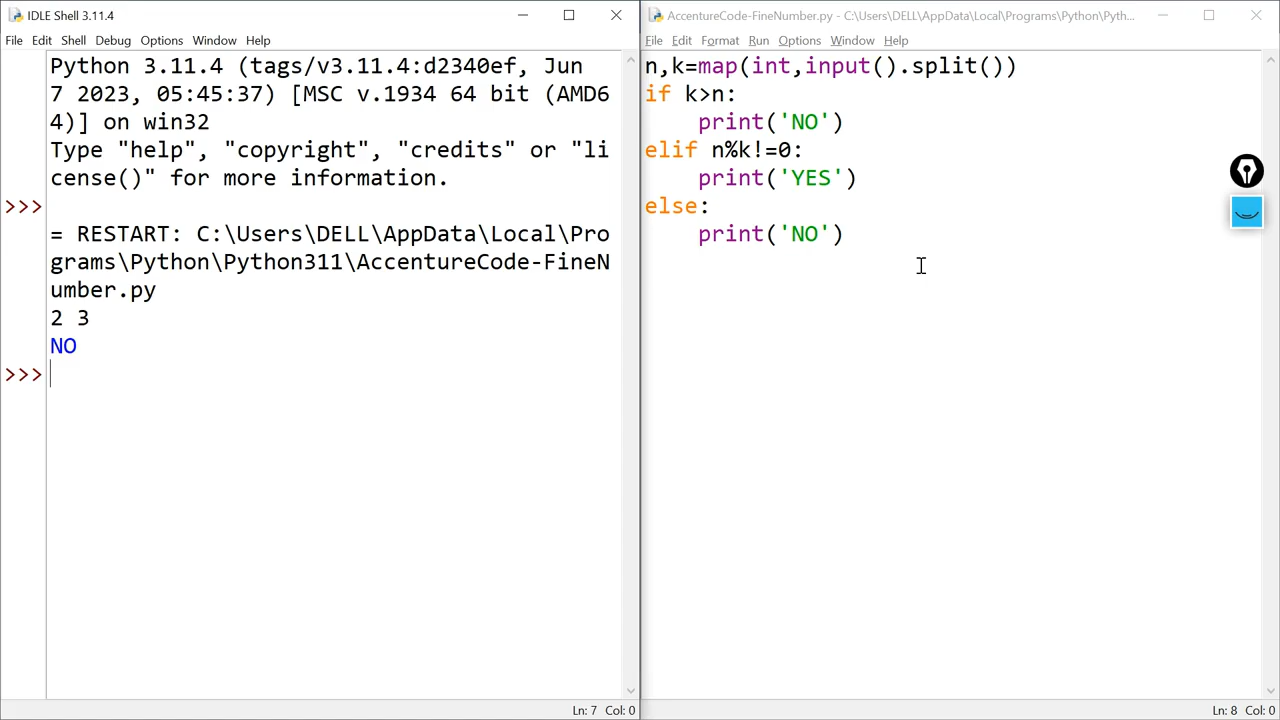 IDLE Shell 3.11.4
File Edit Shell Debug Options Window Help
Python 3.11.4 (tags/v3.11.4:d2340ef, Jun
7 2023, 05:45:37) [MSC v.1934 64 bit (AMD6
4)] on win32
Type "help", "copyright", "credits" or "li
cense()" for more information.
>>>
= RESTART: C:\Users\DELL\AppData\Local\Pro
grams\Python\Python311\AccentureCode-FineN
umber.py
2 3
NO
>>>
Ln: 7 Col: 0
AccentureCode-FineNumber.py - C:\Users\DELL\AppData\Local\Programs\Python\Pyth...
File Edit Format Run Options Window Help
n,k=map(int,input().split())
if k>n:
    print('NO')
elif n%k!=0:
    print('YES')
else:
    print('NO')
Ln: 8 Col: 0